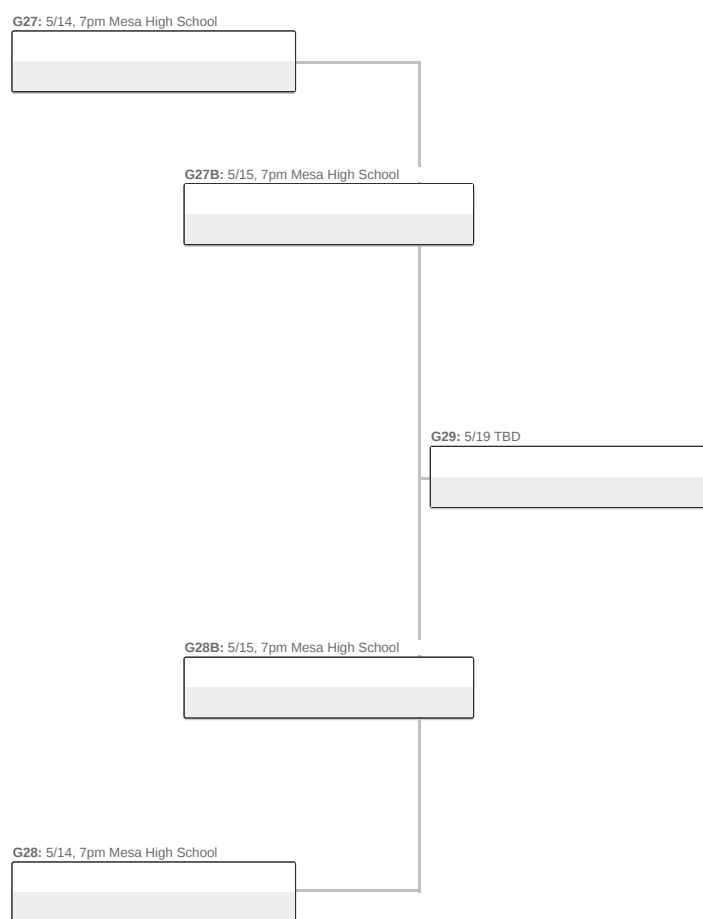 G27: 5/14, 7pm Mesa High School
G27B: 5/15, 7pm Mesa High School
G29: 5/19 TBD
G28B: 5/15, 7pm Mesa High School
G28: 5/14, 7pm Mesa High School